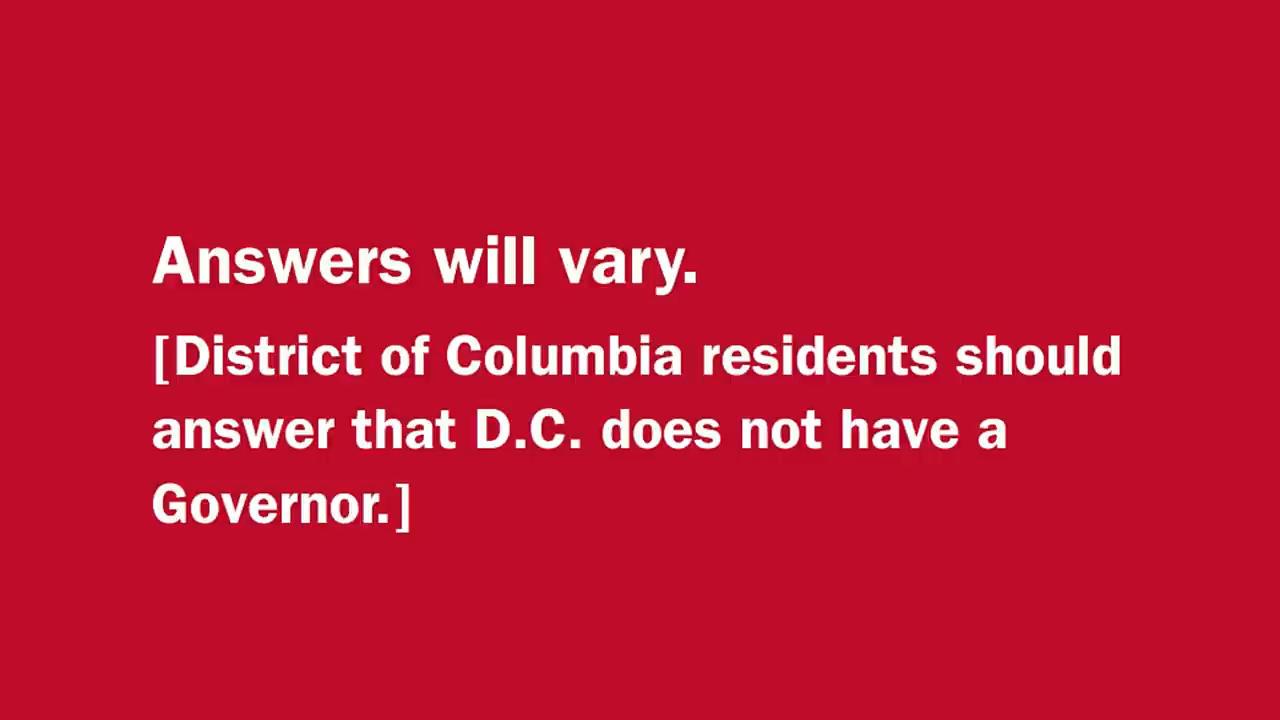 Answers will vary.
[District of Columbia residents should
answer that D.C. does not have a
Governor.]